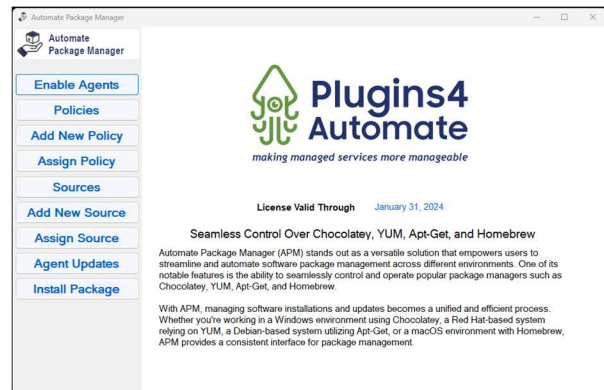 Automate Package Manager
Automate
Package Manager
Enable Agents
Policies
Add New Policy
Assign Policy
Sources
Add New Source
Assign Source
Agent Updates
Install Package
Plugins4
Automate
making managed services more manageable
License Valid Through January 31, 2024
Seamless Control Over Chocolatey, YUM, Apt-Get, and Homebrew
Automate Package Manager (APM) stands out as a versatile solution that empowers users to
streamline and automate software package management across different environments. One of its
notable features is the ability to seamlessly control and operate popular package managers such as
Chocolatey, YUM, Apt-Get, and Homebrew.
With APM, managing software installations and updates becomes a unified and efficient process.
Whether you're working in a Windows environment using Chocolatey, a Red Hat-based system
relying on YUM, a Debian-based system utilizing Apt-Get, or a macOS environment with Homebrew,
APM provides a consistent interface for package management.